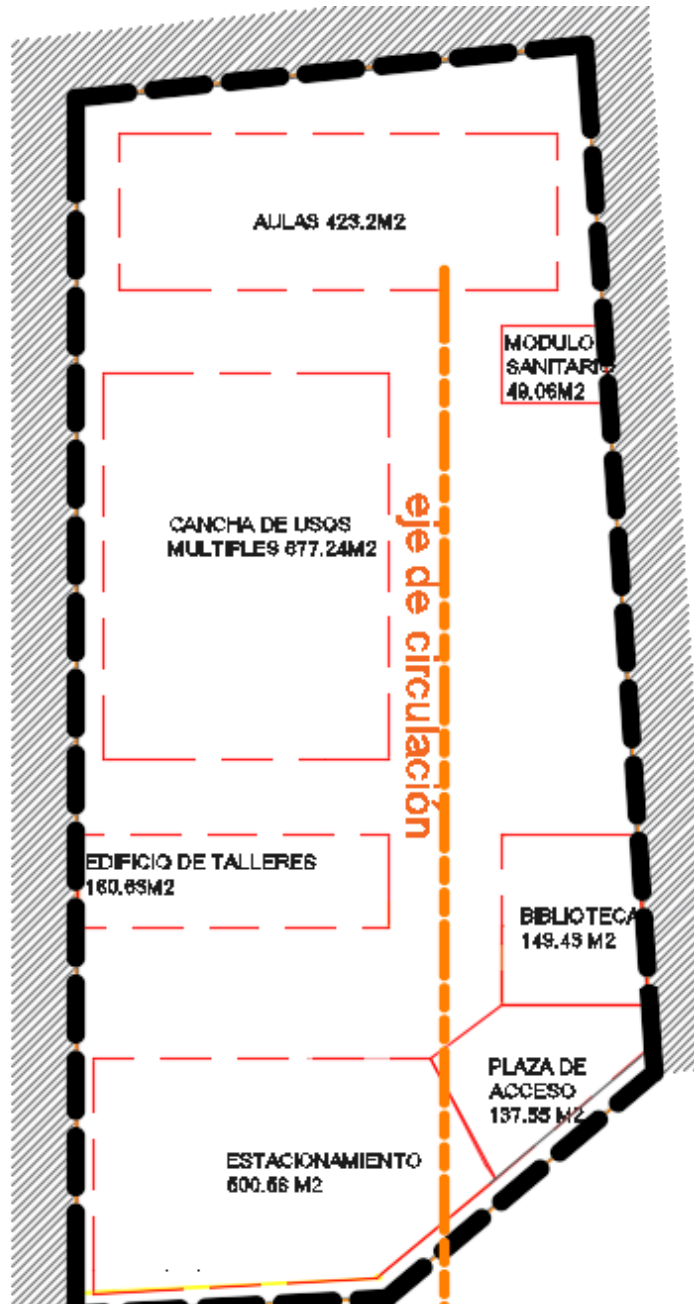 AULAS 423.2M2
MODULO
SANITARIO
49.06M2
CANCHA DE USOS
MULTIPLES 677.24M2
eje de circulación
EDIFICIO DE TALLERES
160.65M2
BIBLIOTECA
149.43 M2
PLAZA DE
ACCESO
137.55 M2
ESTACIONAMIENTO
500.56 M2